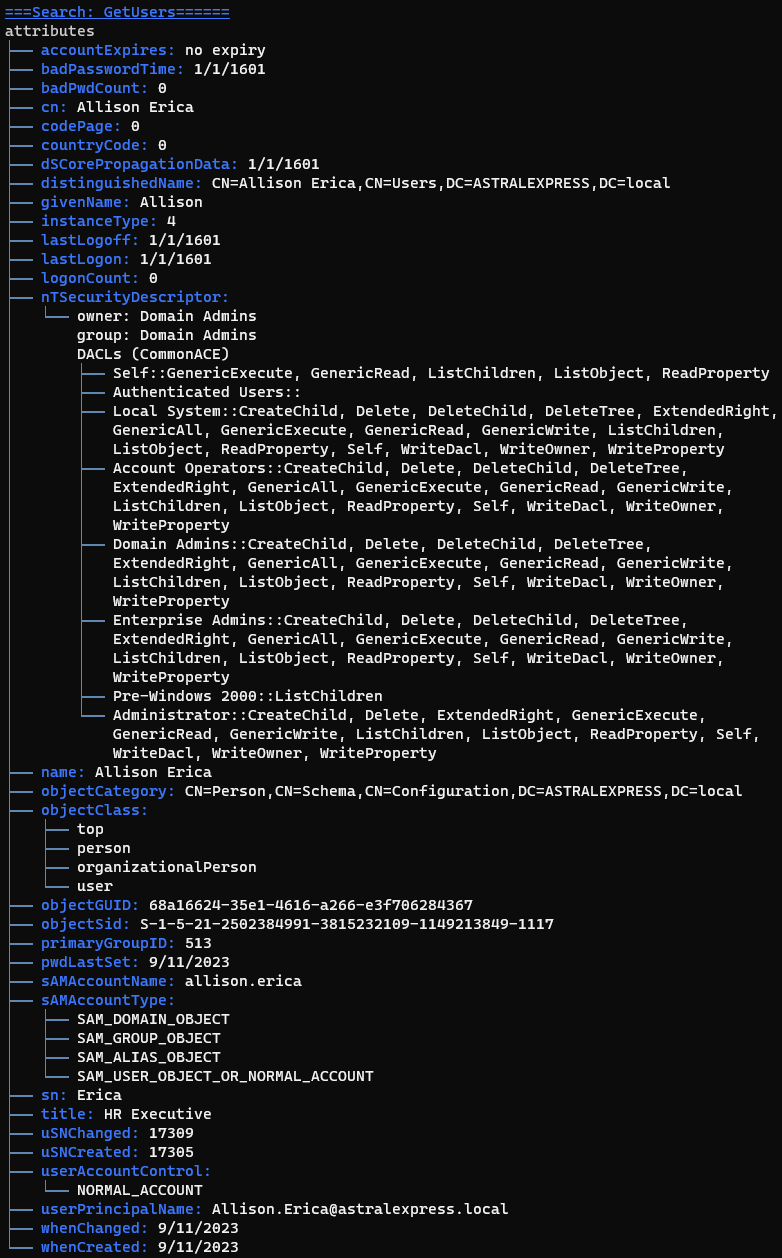 ===Search: GetUsers======
attributes
accountExpires: no expiry
badPasswordTime: 1/1/1601
badPwdCount: 0
cn: Allison Erica
codePage: 0
countryCode: 0
dSCorePropagationData: 1/1/1601
distinguishedName: CN=Allison Erica,CN=Users,DC=ASTRALEXPRESS,DC=local
givenName: Allison
instanceType: 4
lastLogoff: 1/1/1601
lastLogon: 1/1/1601
logonCount: 0
nTSecurityDescriptor:
owner: Domain Admins
group: Domain Admins
DACLs (CommonACE)
Self::GenericExecute, GenericRead, ListChildren, ListObject, ReadProperty
Authenticated Users::
Local System::CreateChild, Delete, DeleteChild, DeleteTree, ExtendedRight,
GenericAll, GenericExecute, GenericRead, GenericWrite, ListChildren,
ListObject, ReadProperty, Self, WriteDacl, WriteOwner, WriteProperty
Account Operators::CreateChild, Delete, DeleteChild, DeleteTree,
ExtendedRight, GenericAll, GenericExecute, GenericRead, GenericWrite,
ListChildren, ListObject, ReadProperty, Self, WriteDacl, WriteOwner,
WriteProperty
Domain Admins::CreateChild, Delete, DeleteChild, DeleteTree,
ExtendedRight, GenericAll, GenericExecute, GenericRead, GenericWrite,
ListChildren, ListObject, ReadProperty, Self, WriteDacl, WriteOwner,
WriteProperty
Enterprise Admins::CreateChild, Delete, DeleteChild, DeleteTree,
ExtendedRight, GenericAll, GenericExecute, GenericRead, GenericWrite,
ListChildren, ListObject, ReadProperty, Self, WriteDacl, WriteOwner,
WriteProperty
Pre-Windows 2000::ListChildren
Administrator::CreateChild, Delete, ExtendedRight, GenericExecute,
GenericRead, GenericWrite, ListChildren, ListObject, ReadProperty, Self,
WriteDacl, WriteOwner, WriteProperty
name: Allison Erica
objectCategory: CN=Person,CN=Schema,CN=Configuration,DC=ASTRALEXPRESS,DC=local
objectClass:
top
person
organizationalPerson
user
objectGUID: 68a16624-35e1-4616-a266-e3f706284367
objectSid: S-1-5-21-2502384991-3815232109-1149213849-1117
primaryGroupID: 513
pwdLastSet: 9/11/2023
sAMAccountName: allison.erica
sAMAccountType:
SAM_DOMAIN_OBJECT
SAM_GROUP_OBJECT
SAM_ALIAS_OBJECT
SAM_USER_OBJECT_OR_NORMAL_ACCOUNT
sn: Erica
title: HR Executive
uSNChanged: 17309
uSNCreated: 17305
userAccountControl:
NORMAL_ACCOUNT
userPrincipalName: Allison.Erica@astralexpress.local
whenChanged: 9/11/2023
whenCreated: 9/11/2023